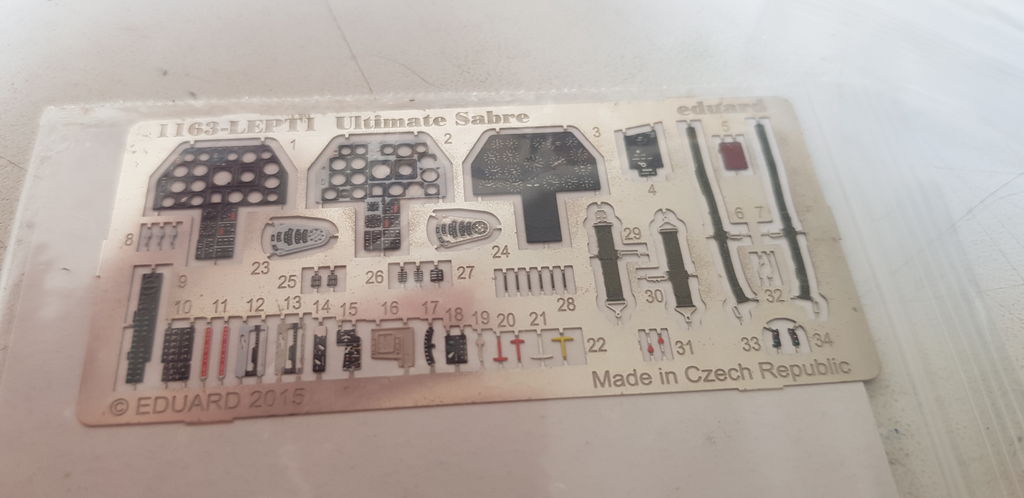 1163-LEPT1 Ultimate Sabre eduard
1 2 3 4 5
6 7
8 23 24 29
9 25 26 27 28 30 32
10 11 12 13 14 15 16 17 18 19 20 21 22 31 33 34
© EDUARD 2015 Made in Czech Republic